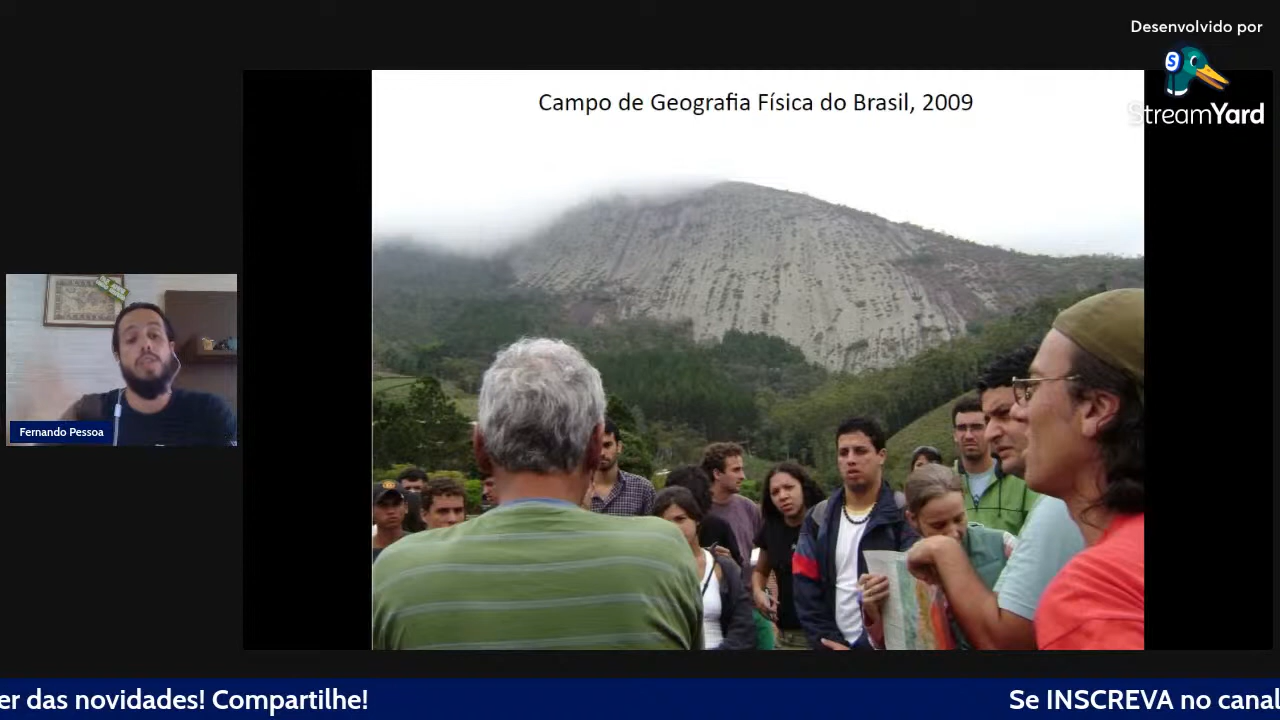 Desenvolvido por
StreamYard
Campo de Geografia Física do Brasil, 2009
Fernando Pessoa
er das novidades! Compartilhe!
Se INSCREVA no canal